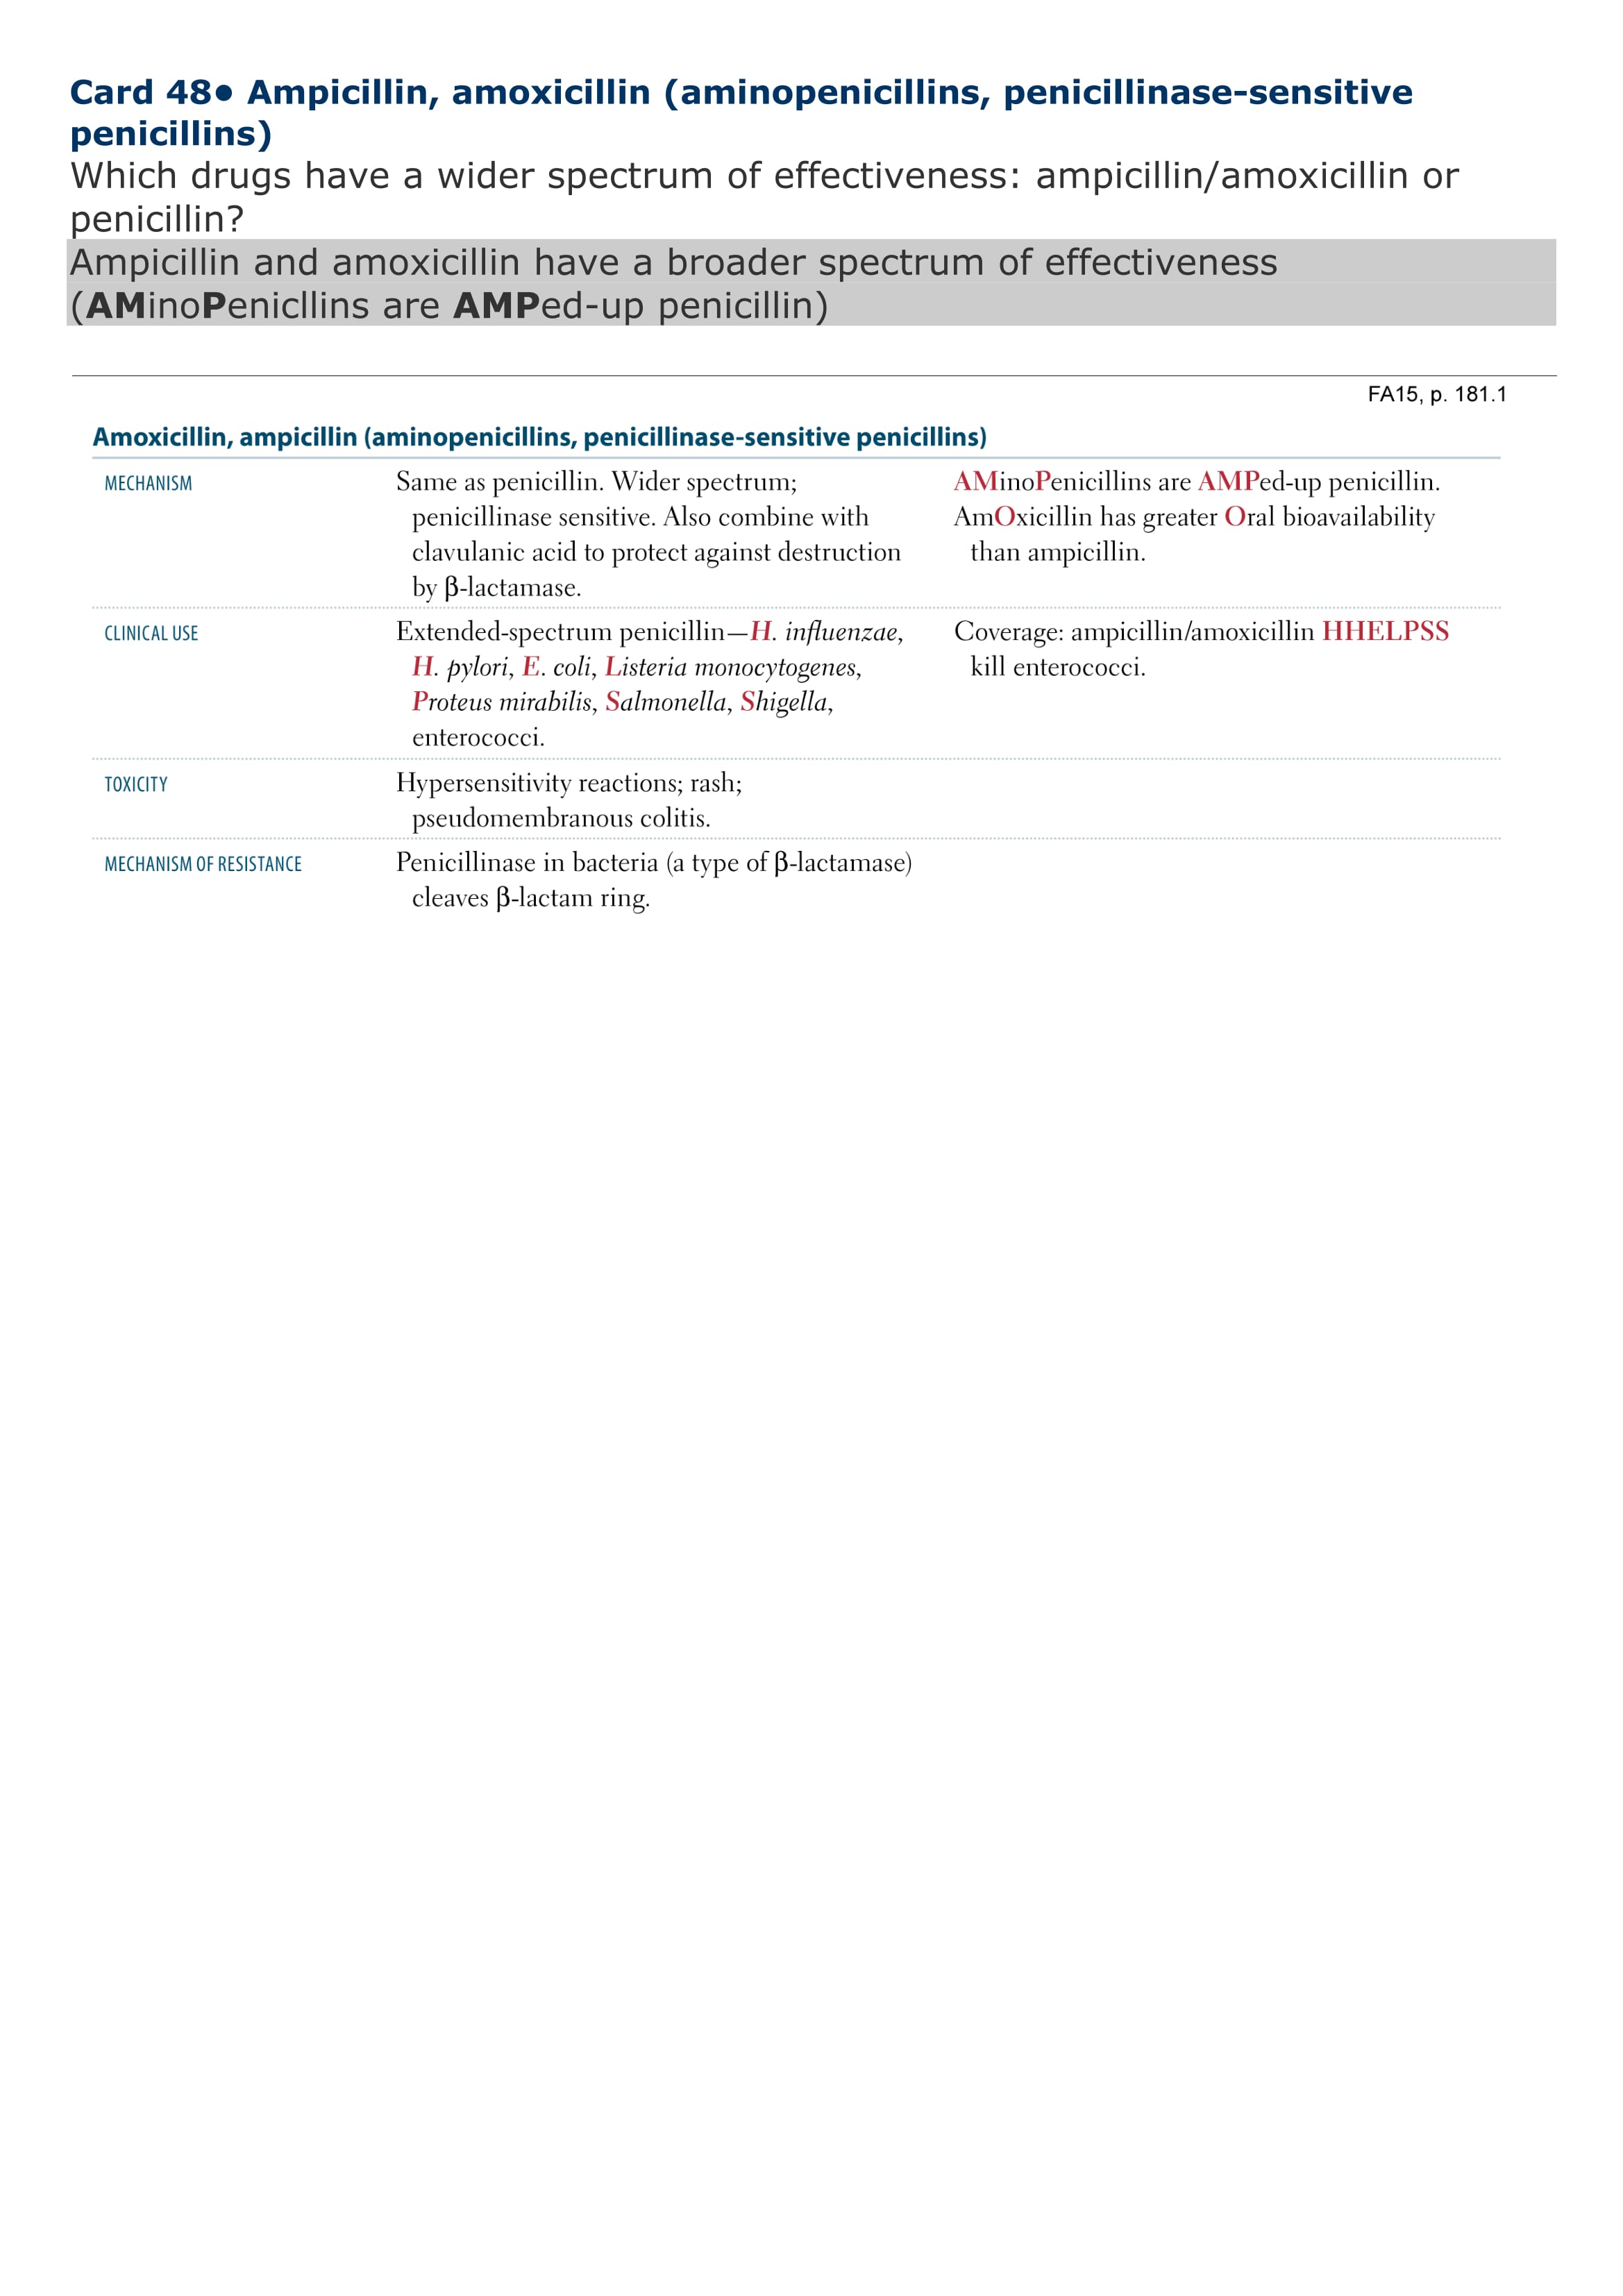 Card 48• Ampicillin, amoxicillin (aminopenicillins, penicillinase-sensitive
penicillins)
Which drugs have a wider spectrum of effectiveness: ampicillin/amoxicillin or
penicillin?
Ampicillin and amoxicillin have a broader spectrum of effectiveness
(AMinoPenicllins are AMPed-up penicillin)
FA15, p. 181.1
Amoxicillin, ampicillin (aminopenicillins, penicillinase-sensitive penicillins)
MECHANISM
Same as penicillin. Wider spectrum;
penicillinase sensitive. Also combine with
clavulanic acid to protect against destruction
by β-lactamase.
AMinoPenicillins are AMPed-up penicillin.
AmOxicillin has greater Oral bioavailability
than ampicillin.
CLINICAL USE
Extended-spectrum penicillin—H. influenzae,
H. pylori, E. coli, Listeria monocytogenes,
Proteus mirabilis, Salmonella, Shigella,
enterococci.
Coverage: ampicillin/amoxicillin HHELPSS
kill enterococci.
TOXICITY
Hypersensitivity reactions; rash;
pseudomembranous colitis.
MECHANISM OF RESISTANCE
Penicillinase in bacteria (a type of β-lactamase)
cleaves β-lactam ring.